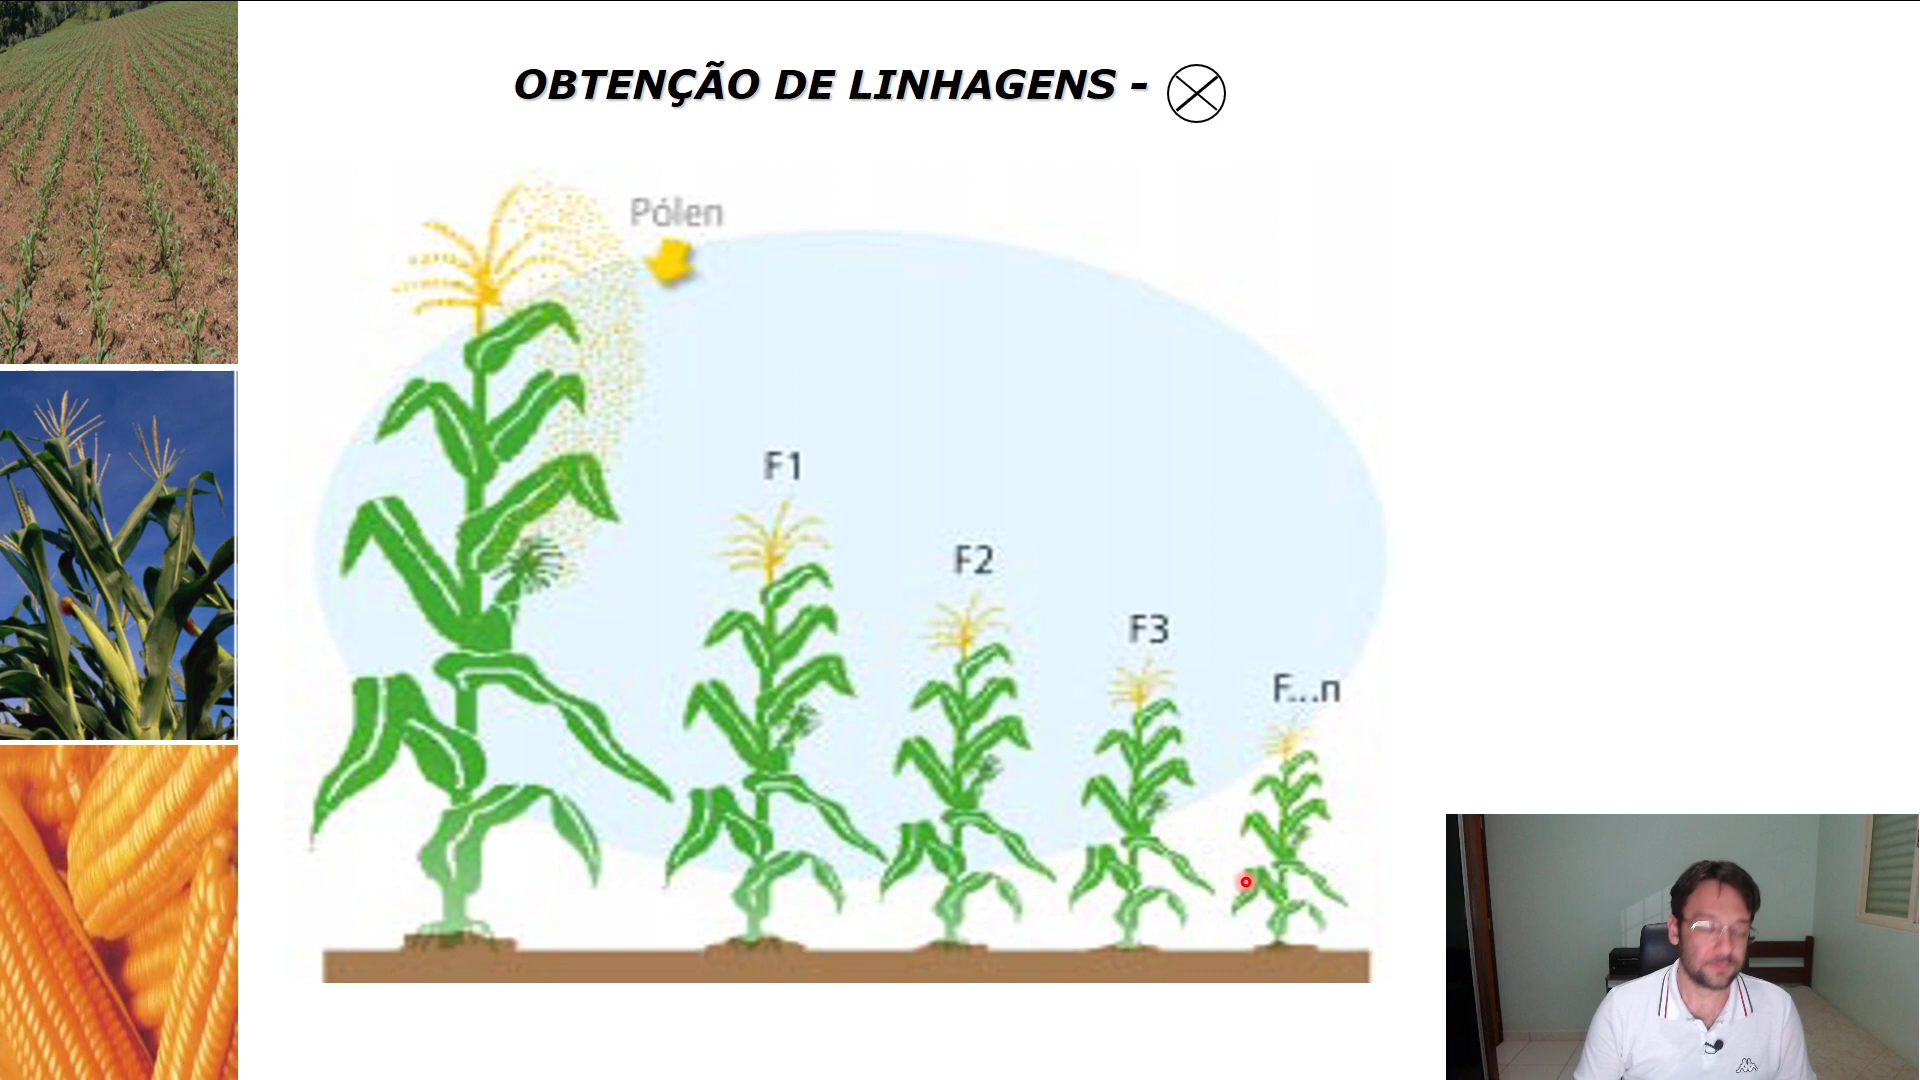 OBTENÇÃO DE LINHAGENS -
Pólen
F1
F2
F3
F...n